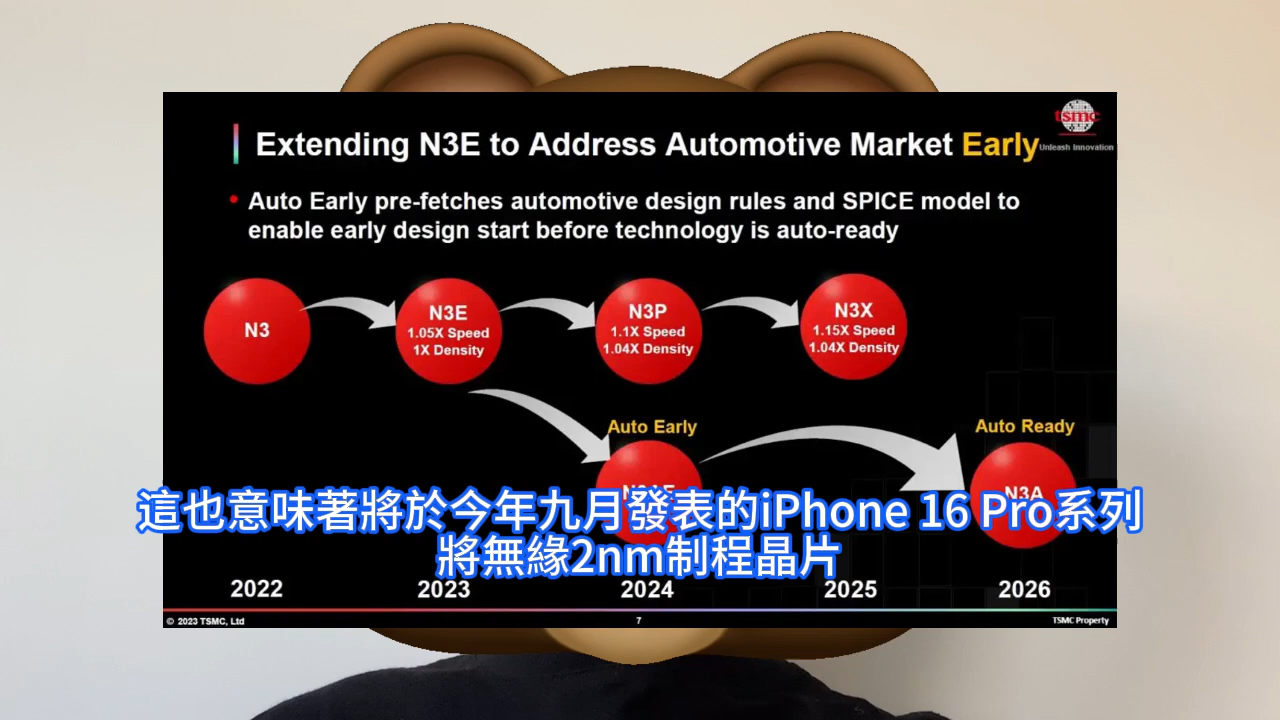 tsmc
Unleash Innovation
Extending N3E to Address Automotive Market Early
• Auto Early pre-fetches automotive design rules and SPICE model to
enable early design start before technology is auto-ready
N3
N3E
1.05X Speed
1X Density
N3P
1.1X Speed
1.04X Density
N3X
1.15X Speed
1.04X Density
Auto Early
Auto Ready
N3A
這也意味著將於今年九月發表的iPhone 16 Pro系列
將無緣2nm制程晶片
2022
2023
2024
2025
2026
© 2023 TSMC, Ltd
7
TSMC Property